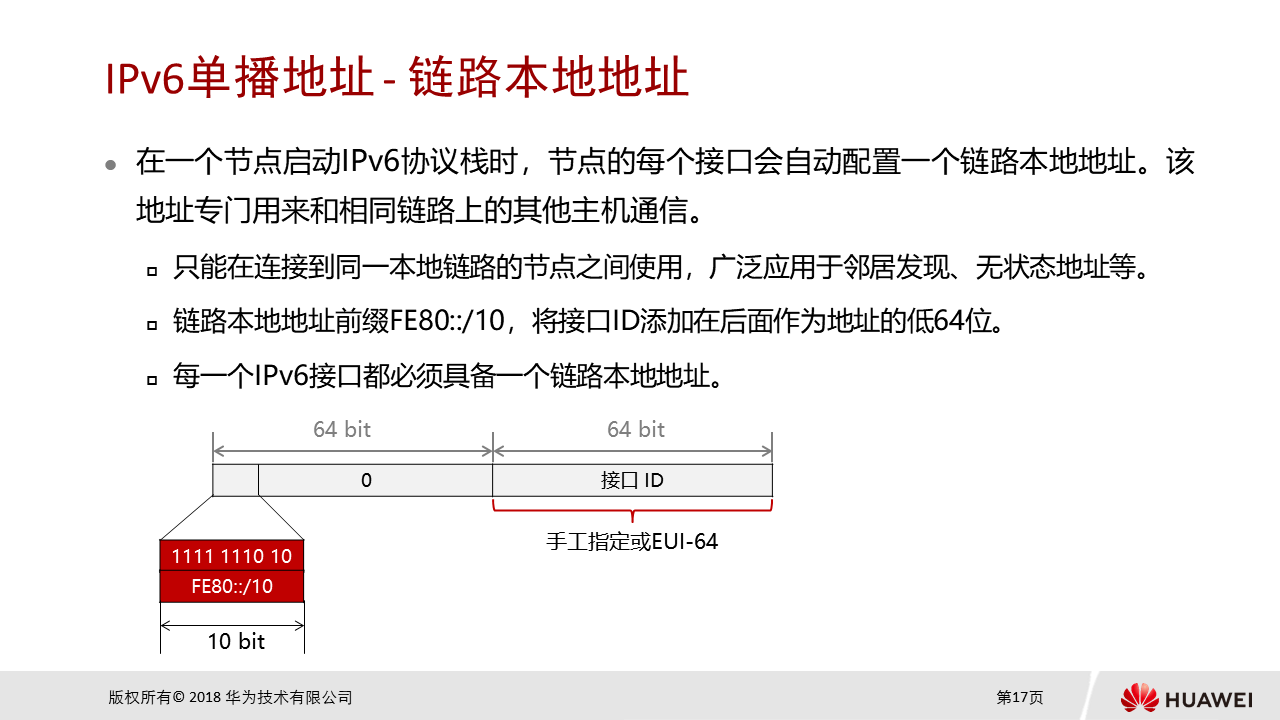 IPv6单播地址 - 链路本地地址
在一个节点启动IPv6协议栈时，节点的每个接口会自动配置一个链路本地地址。该
地址专门用来和相同链路上的其他主机通信。
只能在连接到同一本地链路的节点之间使用，广泛应用于邻居发现、无状态地址等。
链路本地地址前缀FE80::/10，将接口ID添加在后面作为地址的低64位。
每一个IPv6接口都必须具备一个链路本地地址。
64 bit
64 bit
0
接口 ID
手工指定或EUI-64
1111 1110 10
FE80::/10
10 bit
版权所有© 2018 华为技术有限公司
第17页
HUAWEI